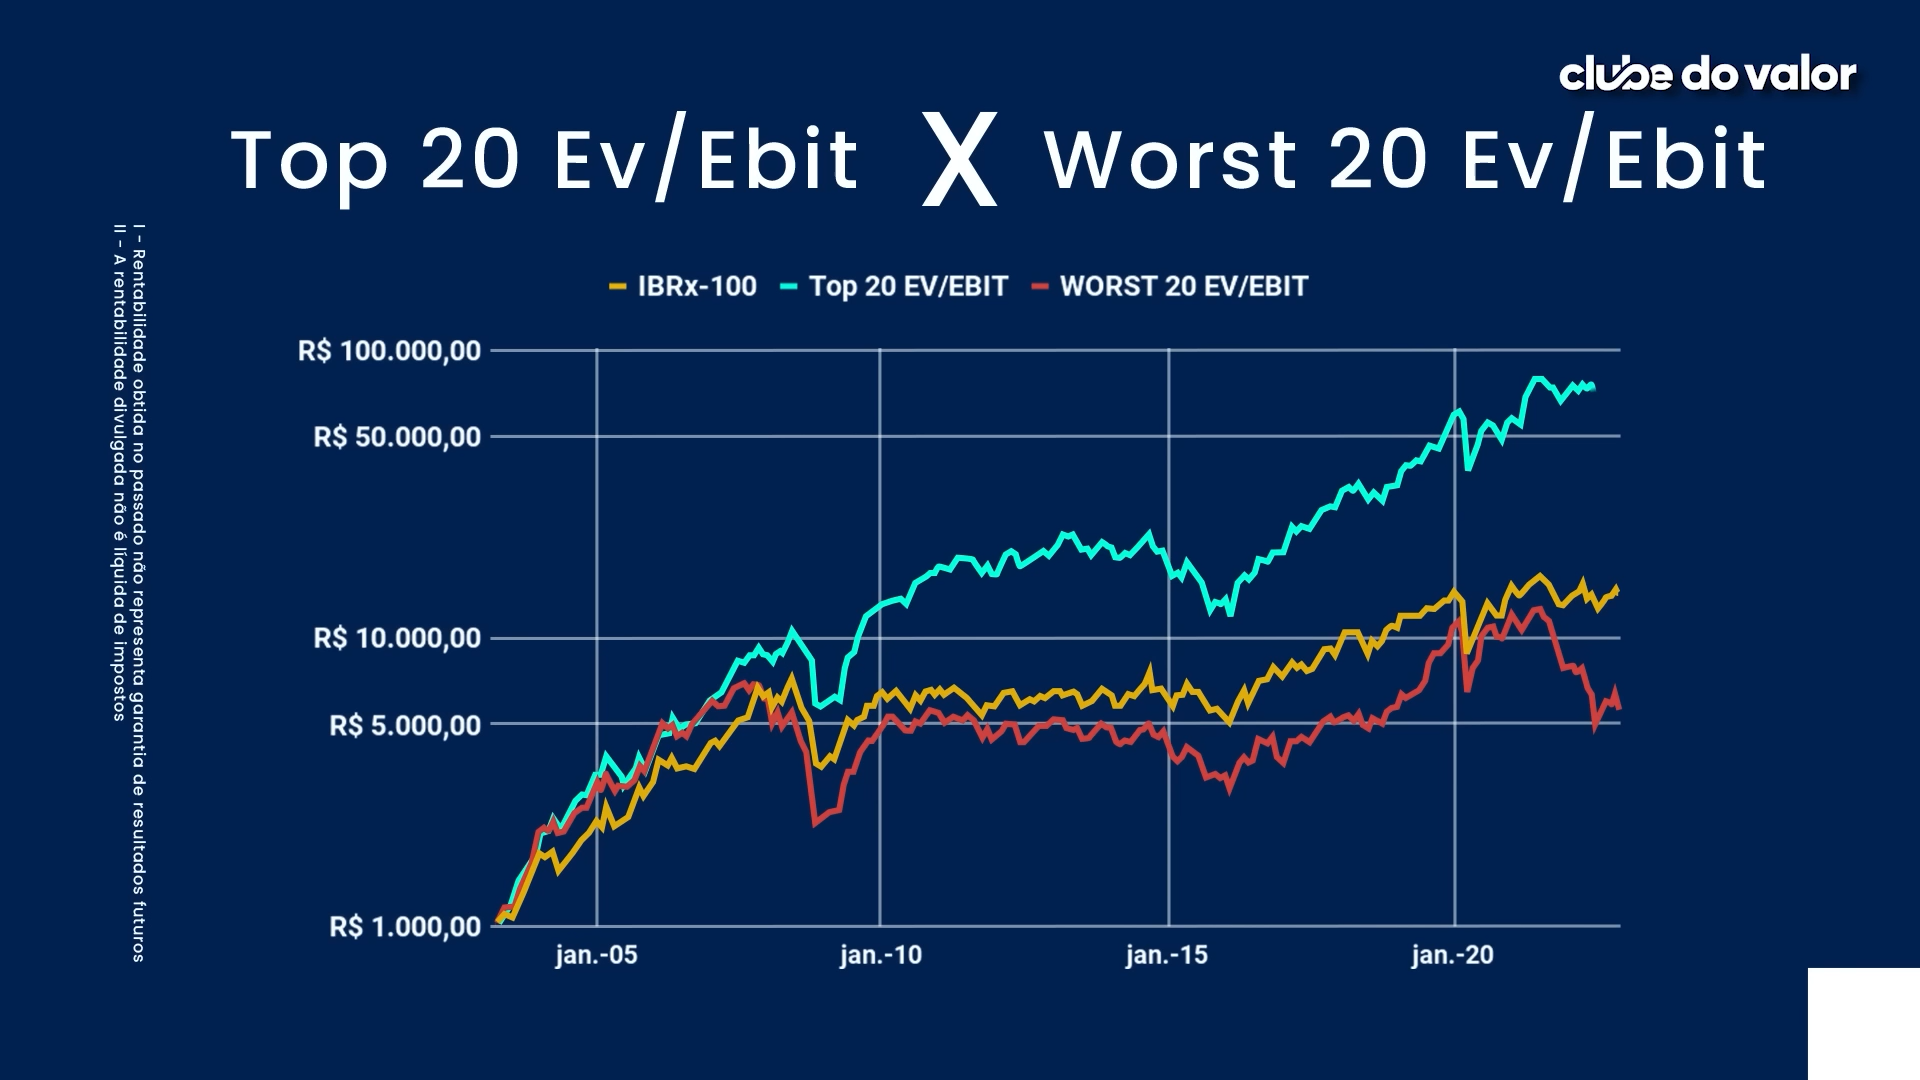 clube do valor
Top 20 Ev/Ebit X Worst 20 Ev/Ebit
I - Rentabilidade obtida no passado não representa garantia de resultados futuros
II - A rentabilidade divulgada não é líquida de impostos
IBRx-100 Top 20 EV/EBIT WORST 20 EV/EBIT
R$ 100.000,00
R$ 50.000,00
R$ 10.000,00
R$ 5.000,00
R$ 1.000,00
jan.-05 jan.-10 jan.-15 jan.-20